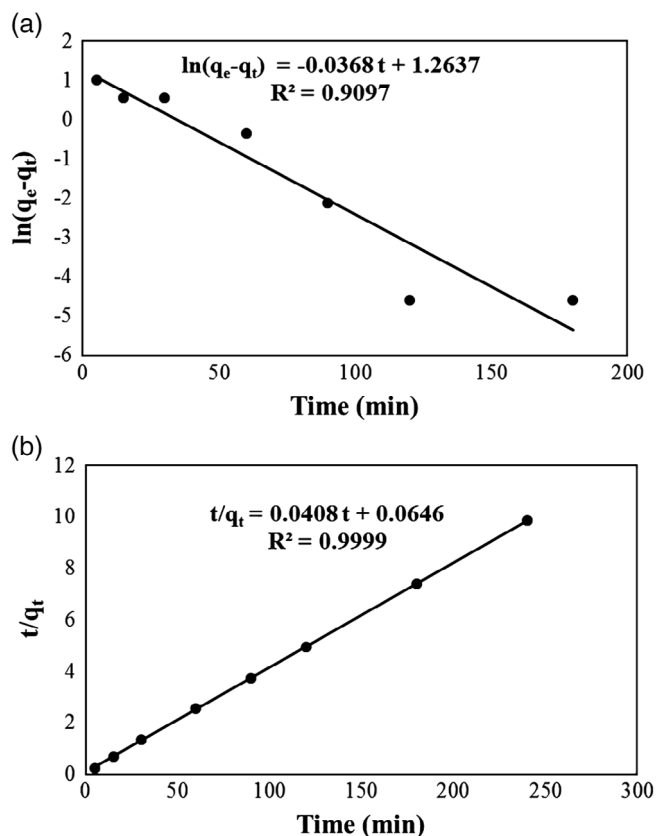 (a)
ln(qe-qt) = -0.0368 t + 1.2637
R² = 0.9097
2
1
0
-1
-2
-3
-4
-5
-6
ln(qe-qt)
0 50 100 150 200
Time (min)
(b)
t/qt = 0.0408 t + 0.0646
R² = 0.9999
12
10
8
6
4
2
0
t/qt
0 50 100 150 200 250 300
Time (min)